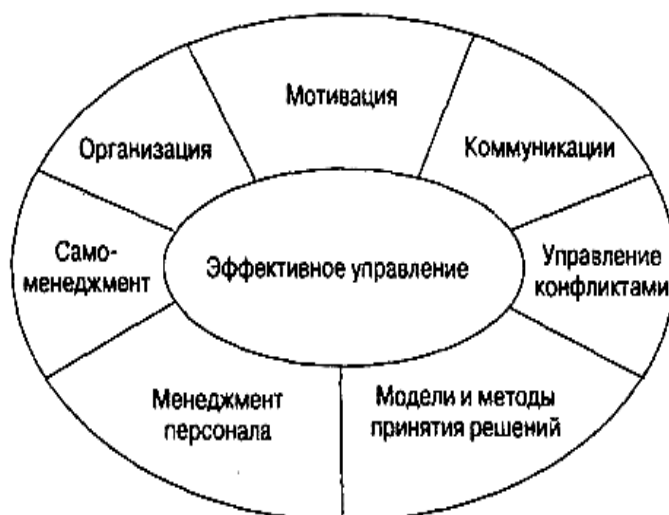 Мотивация
Организация
Коммуникации
Само-
менеджмент
Эффективное управление
Управление
конфликтами
Менеджмент
персонала
Модели и методы
принятия решений